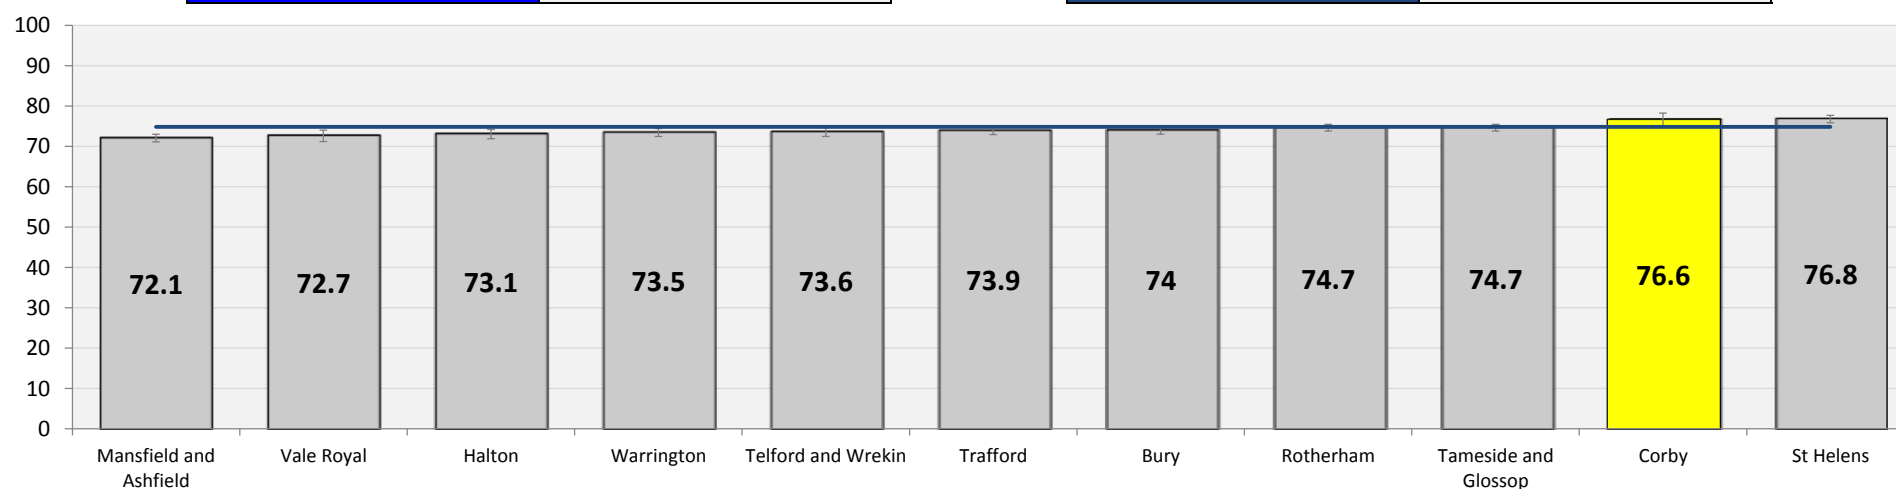 100
90
80
70
60
50
40
30
20
10
0
72.1
72.7
73.1
73.5
73.6
73.9
74
74.7
74.7
76.6
76.8
Mansfield and
Ashfield
Vale Royal
Halton
Warrington
Telford and Wrekin
Trafford
Bury
Rotherham
Tameside and
Glossop
Corby
St Helens